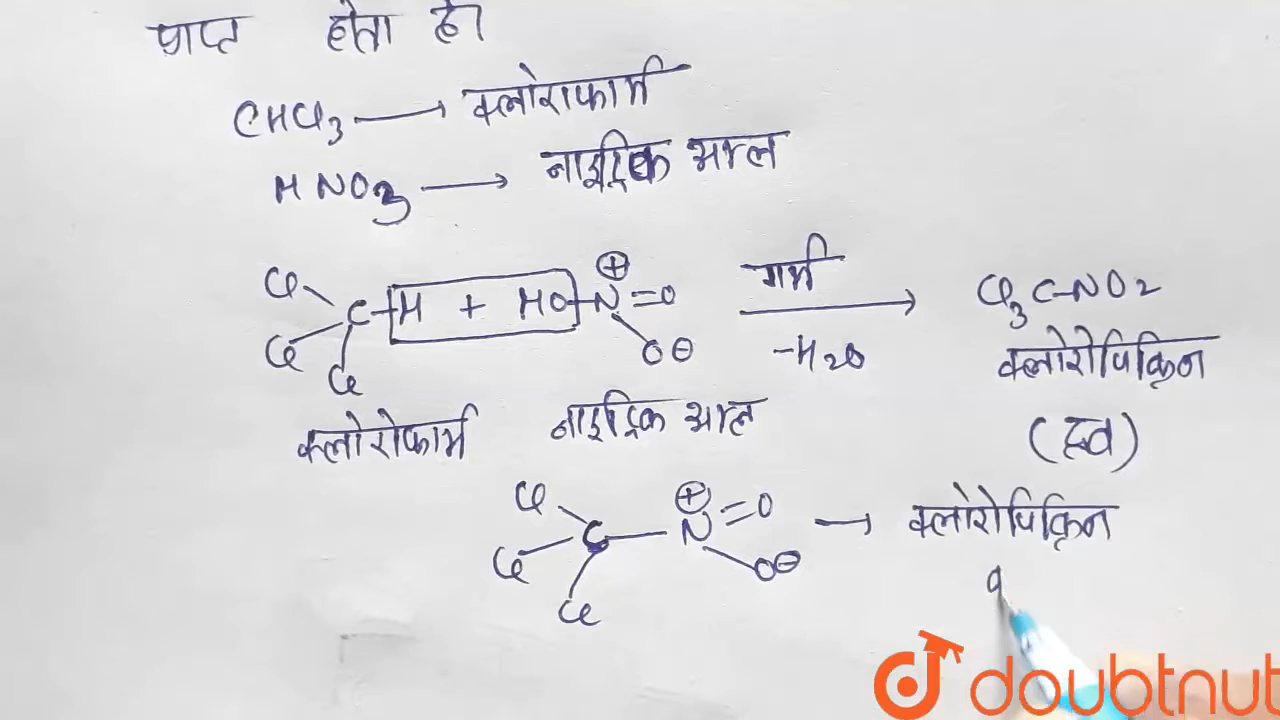 प्राप्त होता है।
CHCl3 → क्लोरोफार्म
HNO3 → नाइट्रिक अम्ल
Cl Cl Cl C-H + HO-N⊕=O O⊖ गर्म -H2O → Cl3C-NO2
क्लोरोपिक्रिन
क्लोरोफार्म नाइट्रिक अम्ल (द्रव)
Cl Cl Cl C-N⊕=O O⊖ → क्लोरोपिक्रिन
doubtnut